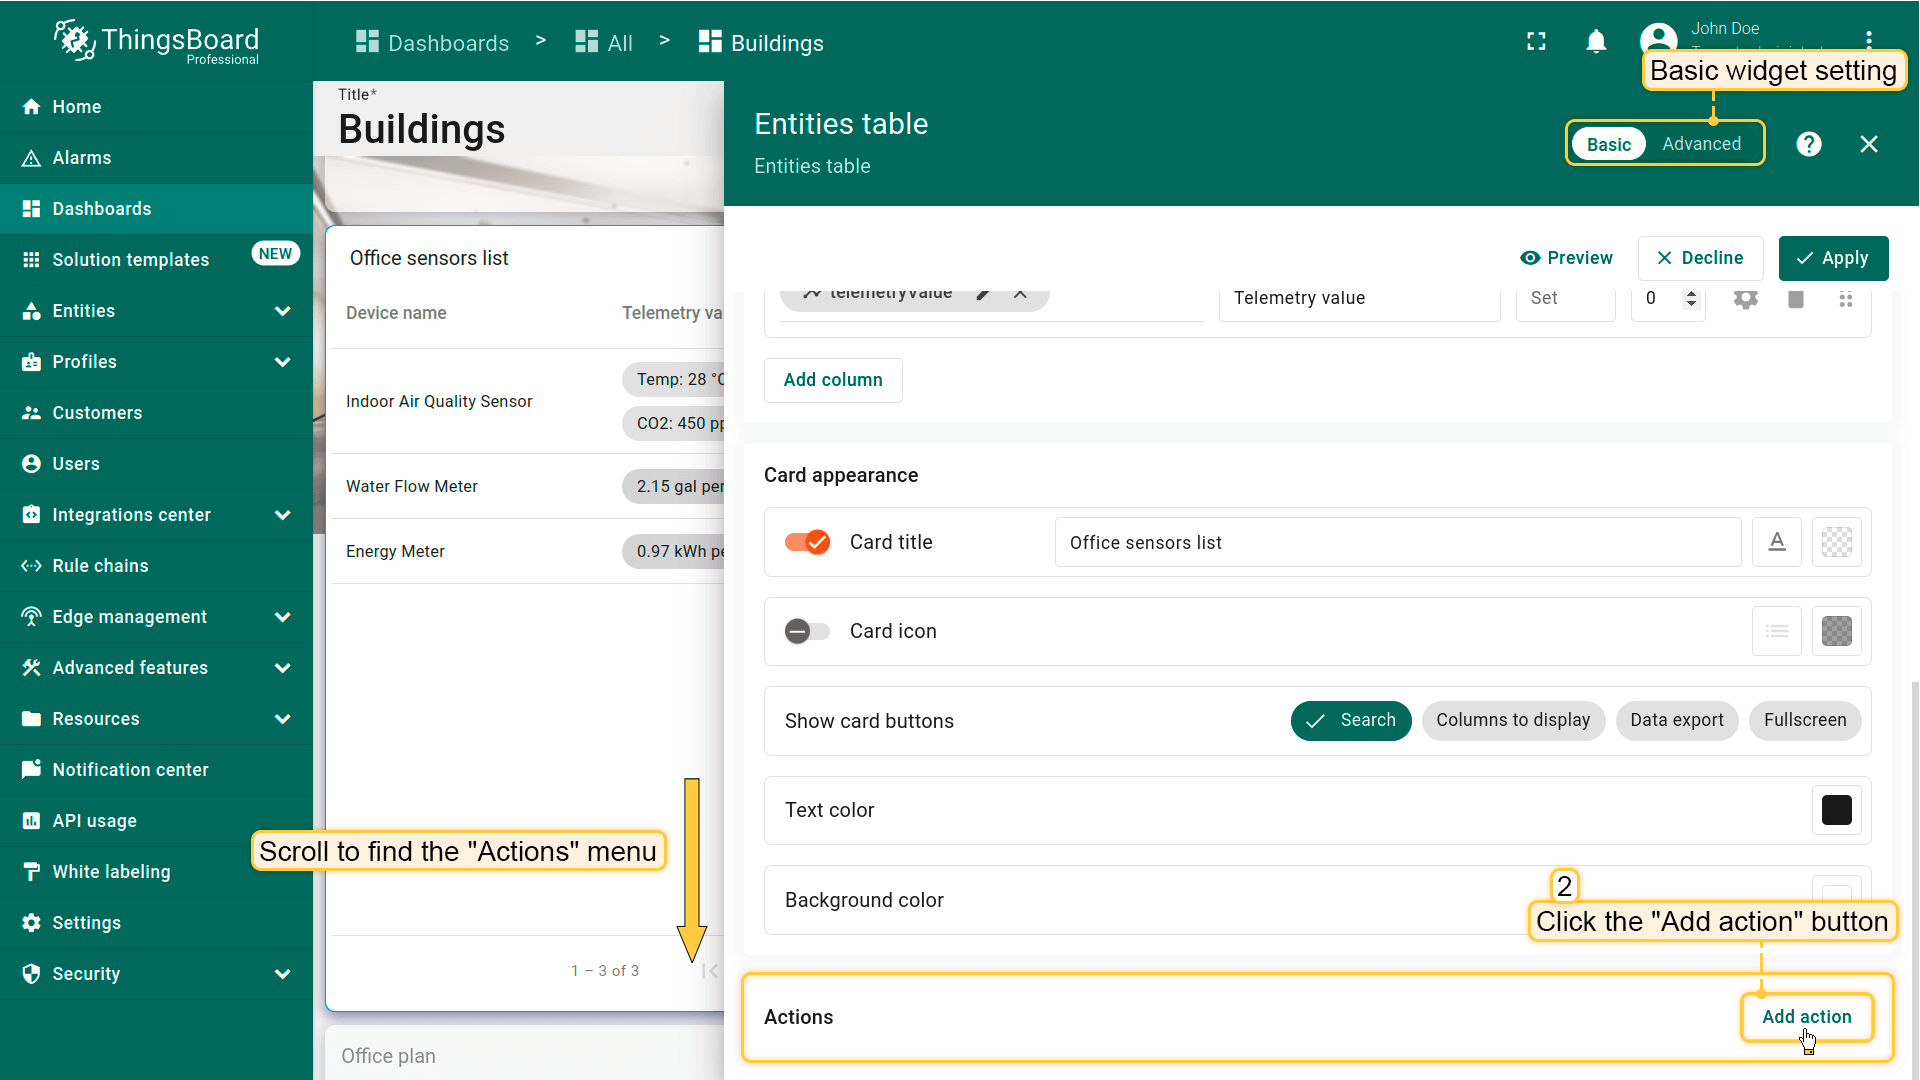 ThingsBoard
Professional
Dashboards > All > Buildings
John Doe
Basic widget setting
Home
Alarms
Dashboards
Solution templates NEW
Entities
Profiles
Customers
Users
Integrations center
Rule chains
Edge management
Advanced features
Resources
Notification center
API usage
White labeling
Settings
Security
Title*
Buildings
Office sensors list
Device name Telemetry va
Indoor Air Quality Sensor Temp: 28 °C
CO2: 450 pp
Water Flow Meter 2.15 gal per
Energy Meter 0.97 kWh pe
Scroll to find the "Actions" menu
1 – 3 of 3
Office plan
Entities table
Entities table
Basic Advanced
Preview Decline Apply
telemetryValue Telemetry value Set 0
Add column
Card appearance
Card title Office sensors list
Card icon
Show card buttons Search Columns to display Data export Fullscreen
Text color
Background color
2
Click the "Add action" button
Actions Add action